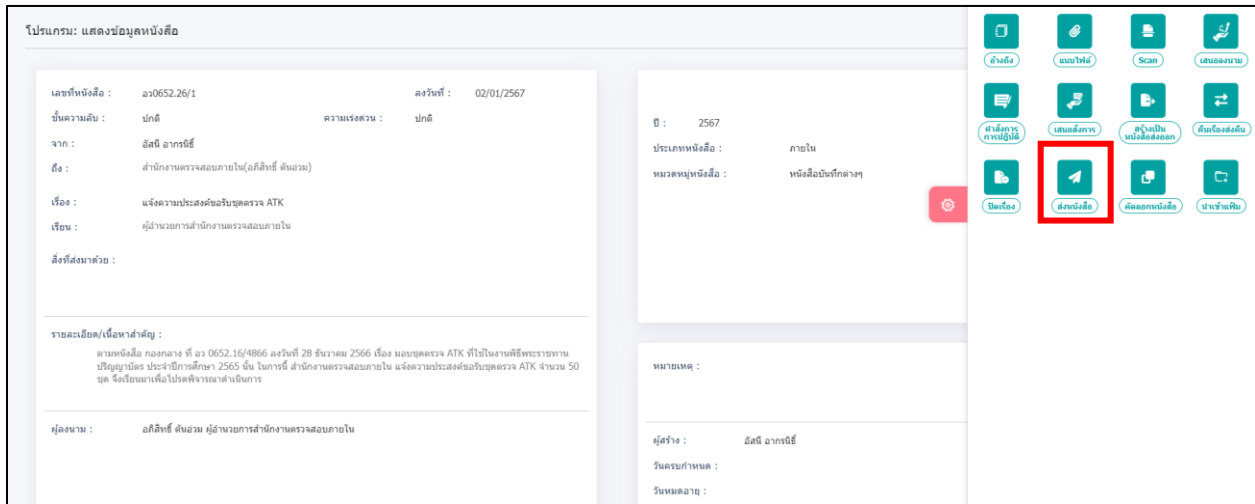 โปรแกรม: แสดงข้อมูลหนังสือ
เลขที่หนังสือ : อว0652.26/1 ลงวันที่ : 02/01/2567
ชั้นความลับ : ปกติ ความเร่งด่วน : ปกติ
จาก : อัสนี อากรนิธิ์
ถึง : สำนักงานตรวจสอบภายใน(อภิสิทธิ์ ตันอ่วม)
เรื่อง : แจ้งความประสงค์ขอรับชุดตรวจ ATK
เรียน : ผู้อำนวยการสำนักงานตรวจสอบภายใน
สิ่งที่ส่งมาด้วย :
รายละเอียด/เนื้อหาสำคัญ :
ตามหนังสือ กองกลาง ที่ อว 0652.16/4866 ลงวันที่ 28 ธันวาคม 2566 เรื่อง มอบชุดตรวจ ATK ที่ใช้ในงานพิธีพระราชทาน
ปริญญาบัตร ประจำปีการศึกษา 2565 นั้น ในการนี้ สำนักงานตรวจสอบภายใน แจ้งความประสงค์ขอรับชุดตรวจ ATK จำนวน 50
ชุด จึงเรียนมาเพื่อโปรดพิจารณาดำเนินการ
ผู้ลงนาม : อภิสิทธิ์ ตันอ่วม ผู้อำนวยการสำนักงานตรวจสอบภายใน
ปี : 2567
ประเภทหนังสือ : ภายใน
หมวดหมู่หนังสือ : หนังสือบันทึกต่างๆ
หมายเหตุ :
ผู้สร้าง : อัสนี อากรนิธิ์
วันครบกำหนด :
วันหมดอายุ :
อ้างถึง แนบไฟล์ Scan เสนอลงนาม
คำสั่งการ
การปฏิบัติ เสนอสั่งการ สร้างเป็น
หนังสือส่งออก คืนเรื่องส่งคืน
ปิดเรื่อง ส่งหนังสือ คัดลอกหนังสือ นำเข้าแฟ้ม